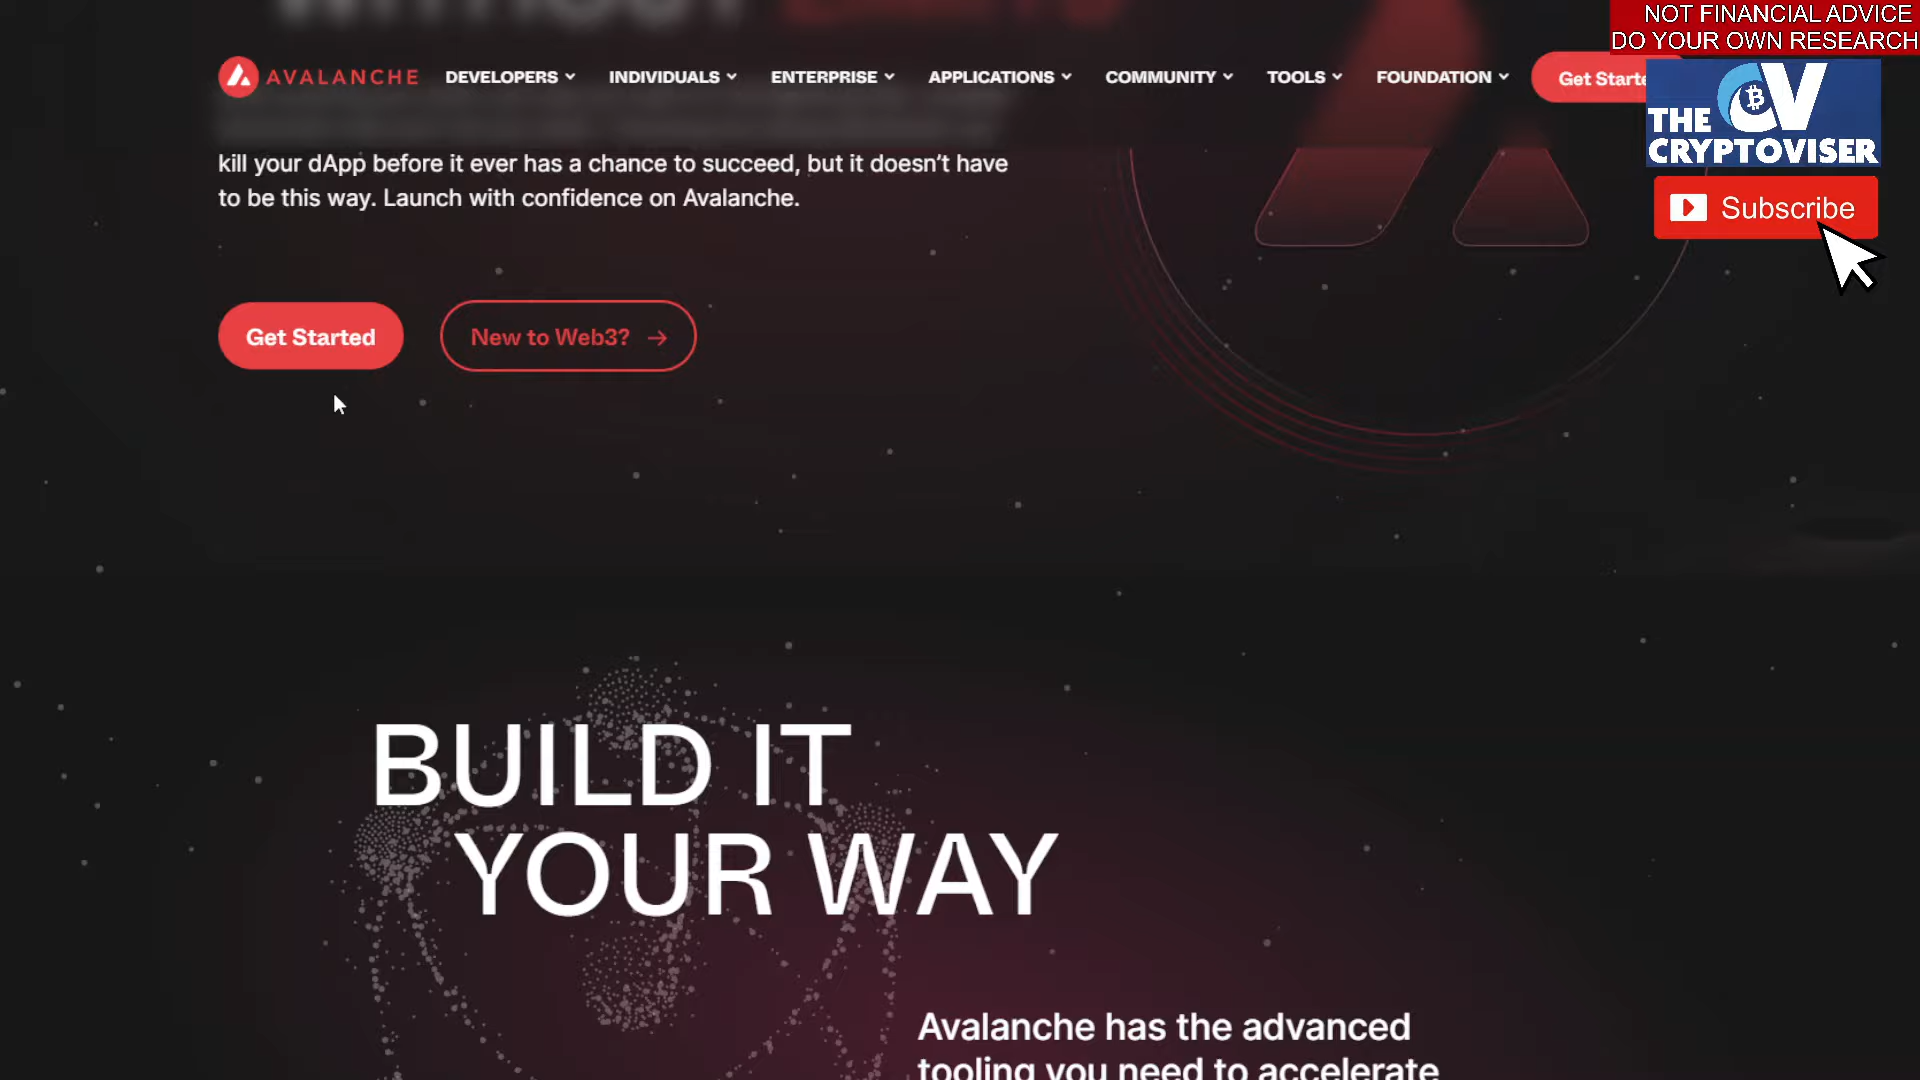 NOT FINANCIAL ADVICE
DO YOUR OWN RESEARCH
AVALANCHE DEVELOPERS INDIVIDUALS ENTERPRISE APPLICATIONS COMMUNITY TOOLS FOUNDATION Get Starte
THE CV
CRYPTOVISER
Subscribe
kill your dApp before it ever has a chance to succeed, but it doesn’t have
to be this way. Launch with confidence on Avalanche.
Get Started New to Web3? →
BUILD IT
YOUR WAY
Avalanche has the advanced
tooling you need to accelerate